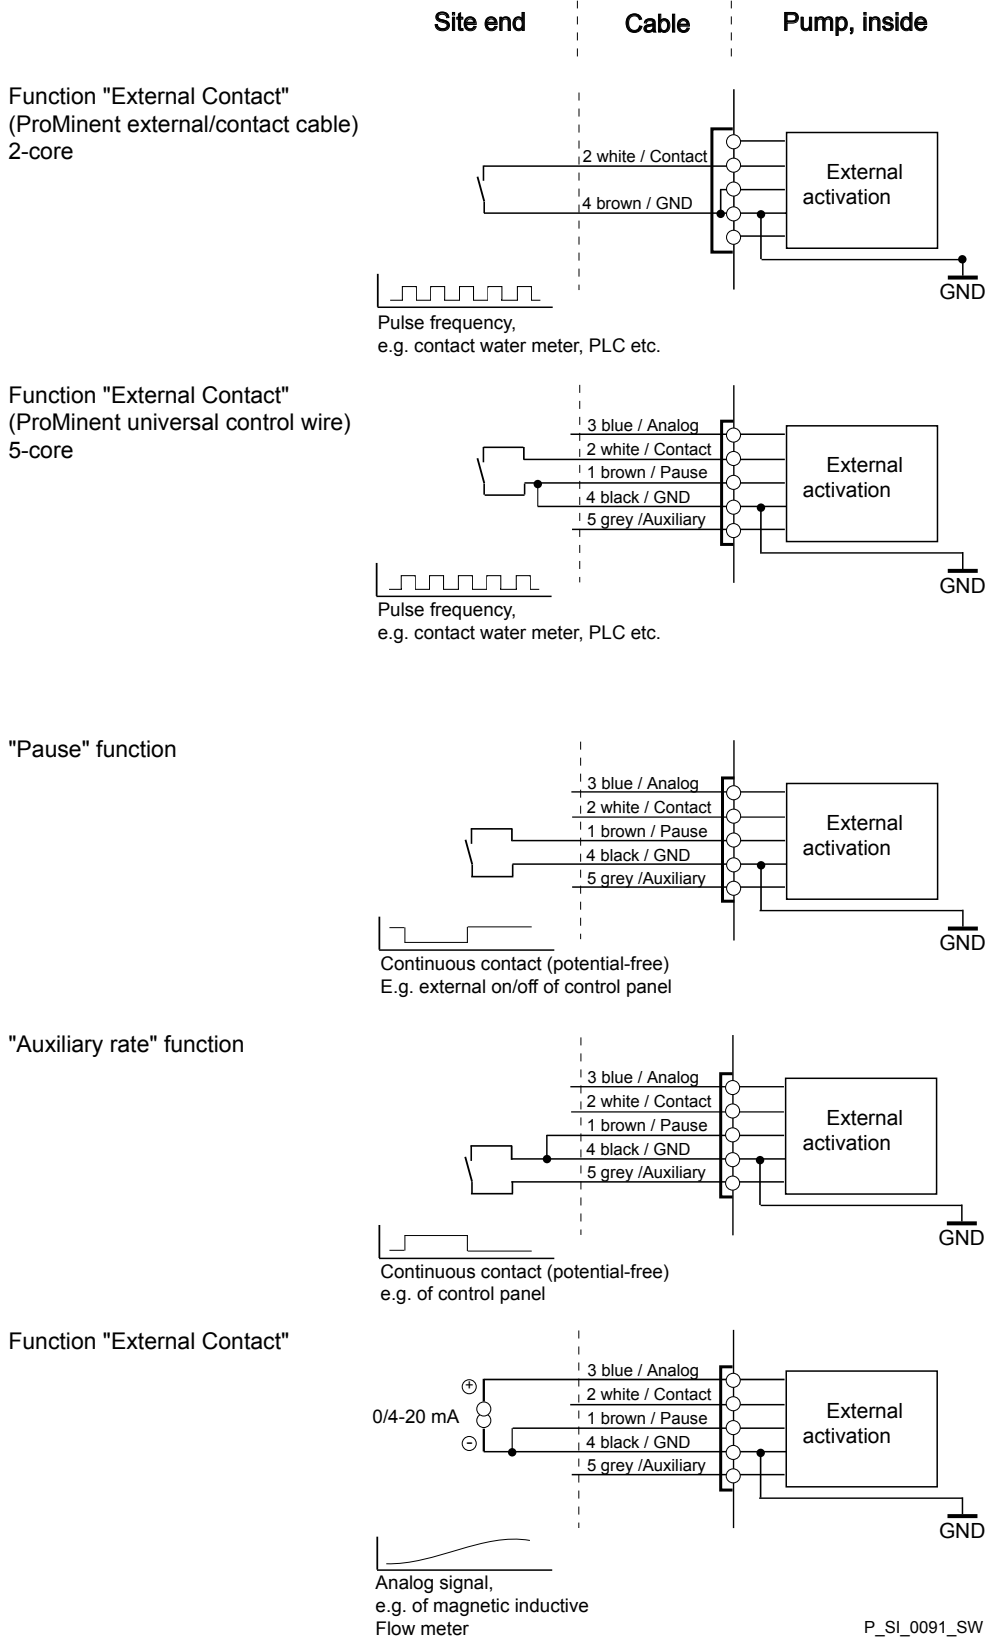 Site end Cable Pump, inside
Function "External Contact"
(ProMinent external/contact cable)
2-core
2 white / Contact
4 brown / GND
External
activation
GND
Pulse frequency,
e.g. contact water meter, PLC etc.
Function "External Contact"
(ProMinent universal control wire)
5-core
3 blue / Analog
2 white / Contact
1 brown / Pause
4 black / GND
5 grey /Auxiliary
External
activation
GND
Pulse frequency,
e.g. contact water meter, PLC etc.
"Pause" function
3 blue / Analog
2 white / Contact
1 brown / Pause
4 black / GND
5 grey /Auxiliary
External
activation
GND
Continuous contact (potential-free)
E.g. external on/off of control panel
"Auxiliary rate" function
3 blue / Analog
2 white / Contact
1 brown / Pause
4 black / GND
5 grey /Auxiliary
External
activation
GND
Continuous contact (potential-free)
e.g. of control panel
Function "External Contact"
+
0/4-20 mA
-
3 blue / Analog
2 white / Contact
1 brown / Pause
4 black / GND
5 grey /Auxiliary
External
activation
GND
Analog signal,
e.g. of magnetic inductive
Flow meter
P_SI_0091_SW